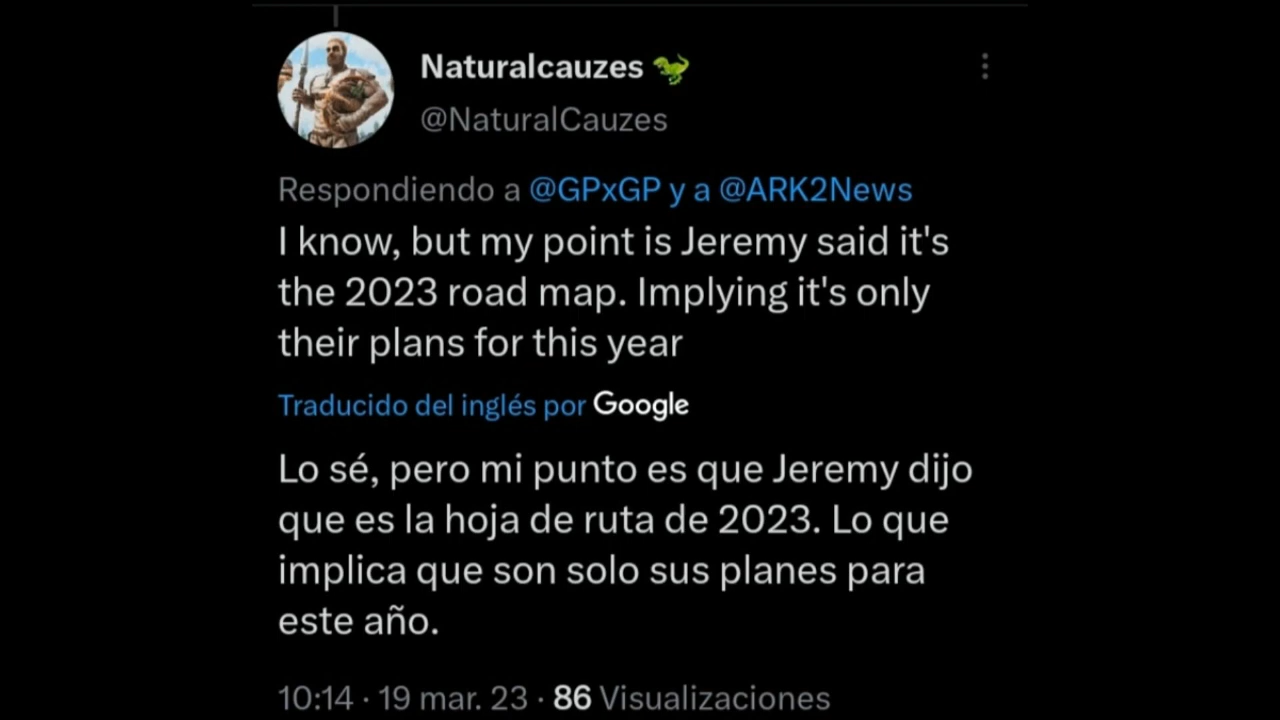 Naturalcauzes 🦖
@NaturalCauzes
Respondiendo a @GPxGP y a @ARK2News
I know, but my point is Jeremy said it's
the 2023 road map. Implying it's only
their plans for this year
Traducido del inglés por Google
Lo sé, pero mi punto es que Jeremy dijo
que es la hoja de ruta de 2023. Lo que
implica que son solo sus planes para
este año.
10:14 · 19 mar. 23 · 86 Visualizaciones